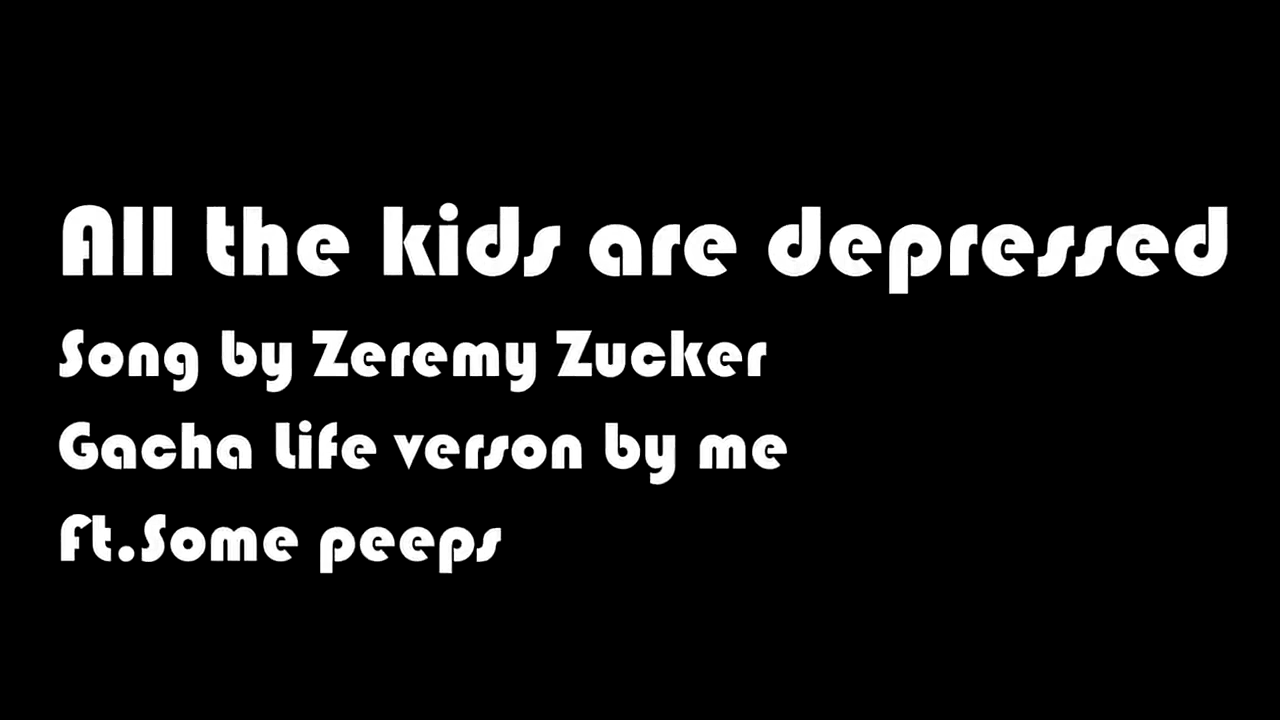 All the kids are depressed
Song by Zeremy Zucker
Gacha Life verson by me
Ft.Some peeps